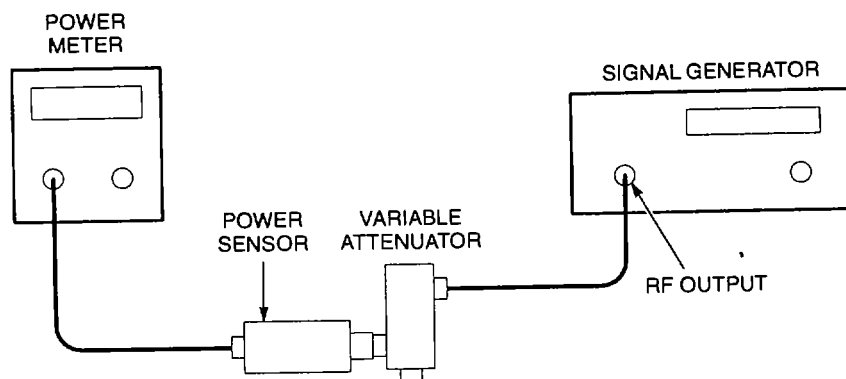 POWER
METER
SIGNAL GENERATOR
POWER
SENSOR
VARIABLE
ATTENUATOR
RF OUTPUT